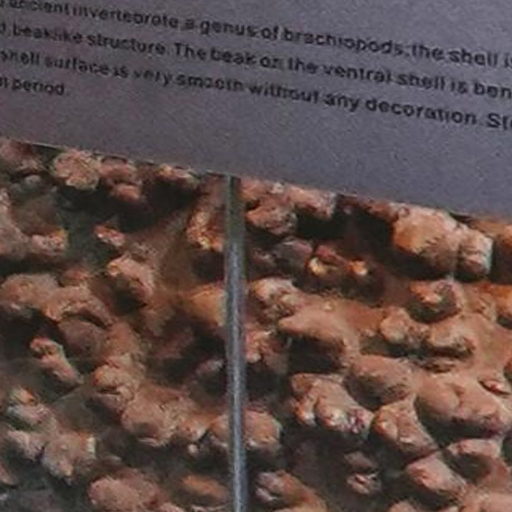 ancient invertebrate, a genus of brachiopods, the shell is
beaklike structure. The beak on the ventral shell is ben
shell surface is very smooth without any decoration. St
n period.